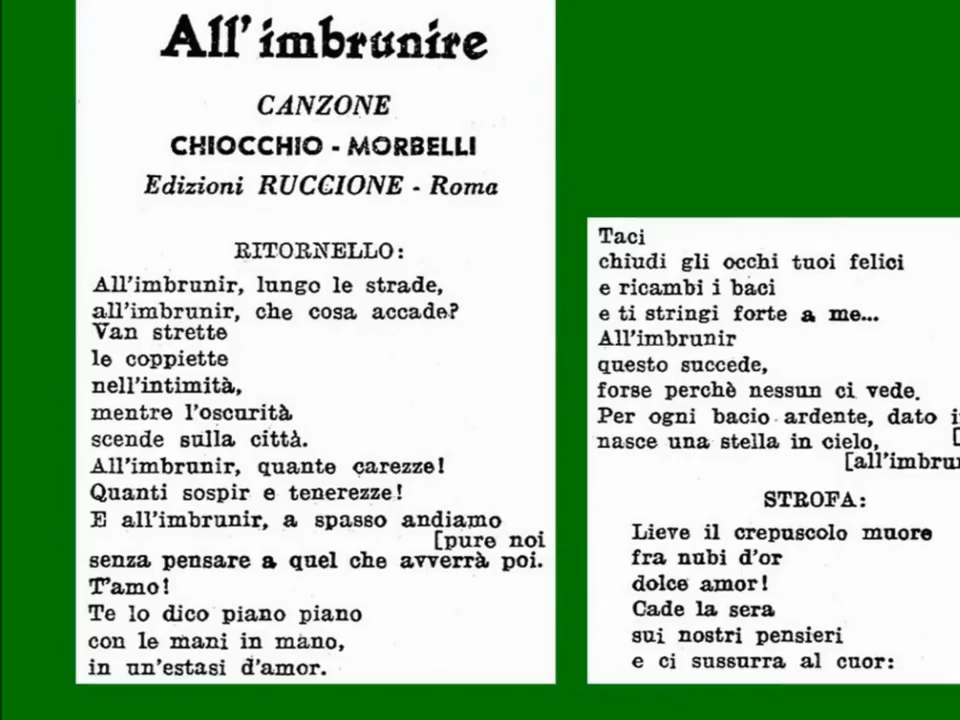 All'imbrunire
CANZONE
CHIOCCHIO - MORBELLI
Edizioni RUCCIONE - Roma
RITORNELLO:
All'imbrunir, lungo le strade,
all'imbrunir, che cosa accade?
Van strette
le coppiette
nell'intimità,
mentre l'oscurità
scende sulla città.
All'imbrunir, quante carezze!
Quanti sospir e tenerezze!
E all'imbrunir, a spasso andiamo
[pure noi
senza pensare a quel che avverrà poi.
T'amo!
Te lo dico piano piano
con le mani in mano,
in un'estasi d'amor.
Taci
chiudi gli occhi tuoi felici
e ricambi i baci
e ti stringi forte a me...
All'imbrunir
questo succede,
forse perchè nessun ci vede.
Per ogni bacio ardente, dato
nasce una stella in cielo,
[
STROFA:
Lieve il crepuscolo muore
fra nubi d'or
dolce amor!
Cade la sera
sui nostri pensieri
e ci sussurra al cuor: